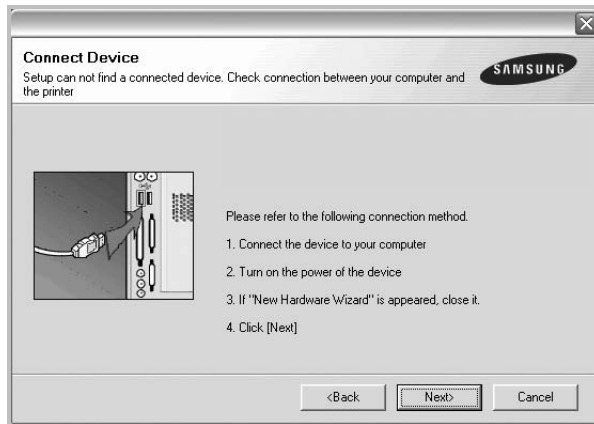 Connect Device
Setup can not find a connected device. Check connection between your computer and
the printer
SAMSUNG
Please refer to the following connection method.
1. Connect the device to your computer
2. Turn on the power of the device
3. If "New Hardware Wizard" is appeared, close it.
4. Click [Next]
<Back
Next>
Cancel